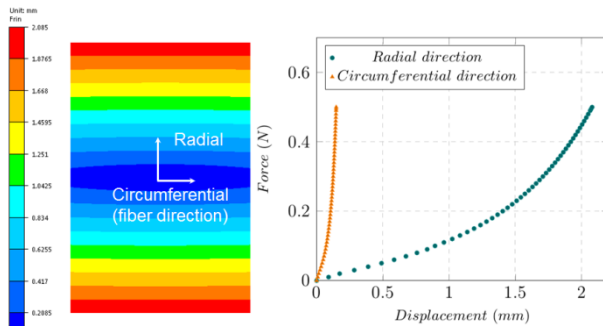 Unit: mm
Frin
2.085
1.8765
1.668
1.4595
1.251
1.0425
0.834
0.6255
0.417
0.2085
Radial
Circumferential
(fiber direction)
Radial direction
Circumferential direction
0.6
0.4
0.2
0
Force (N)
0
0.5
1
1.5
2
Displacement (mm)